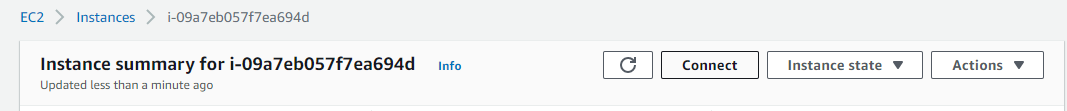 EC2 > Instances > i-09a7eb057f7ea694d
Instance summary for i-09a7eb057f7ea694d Info Connect Instance state Actions
Updated less than a minute ago